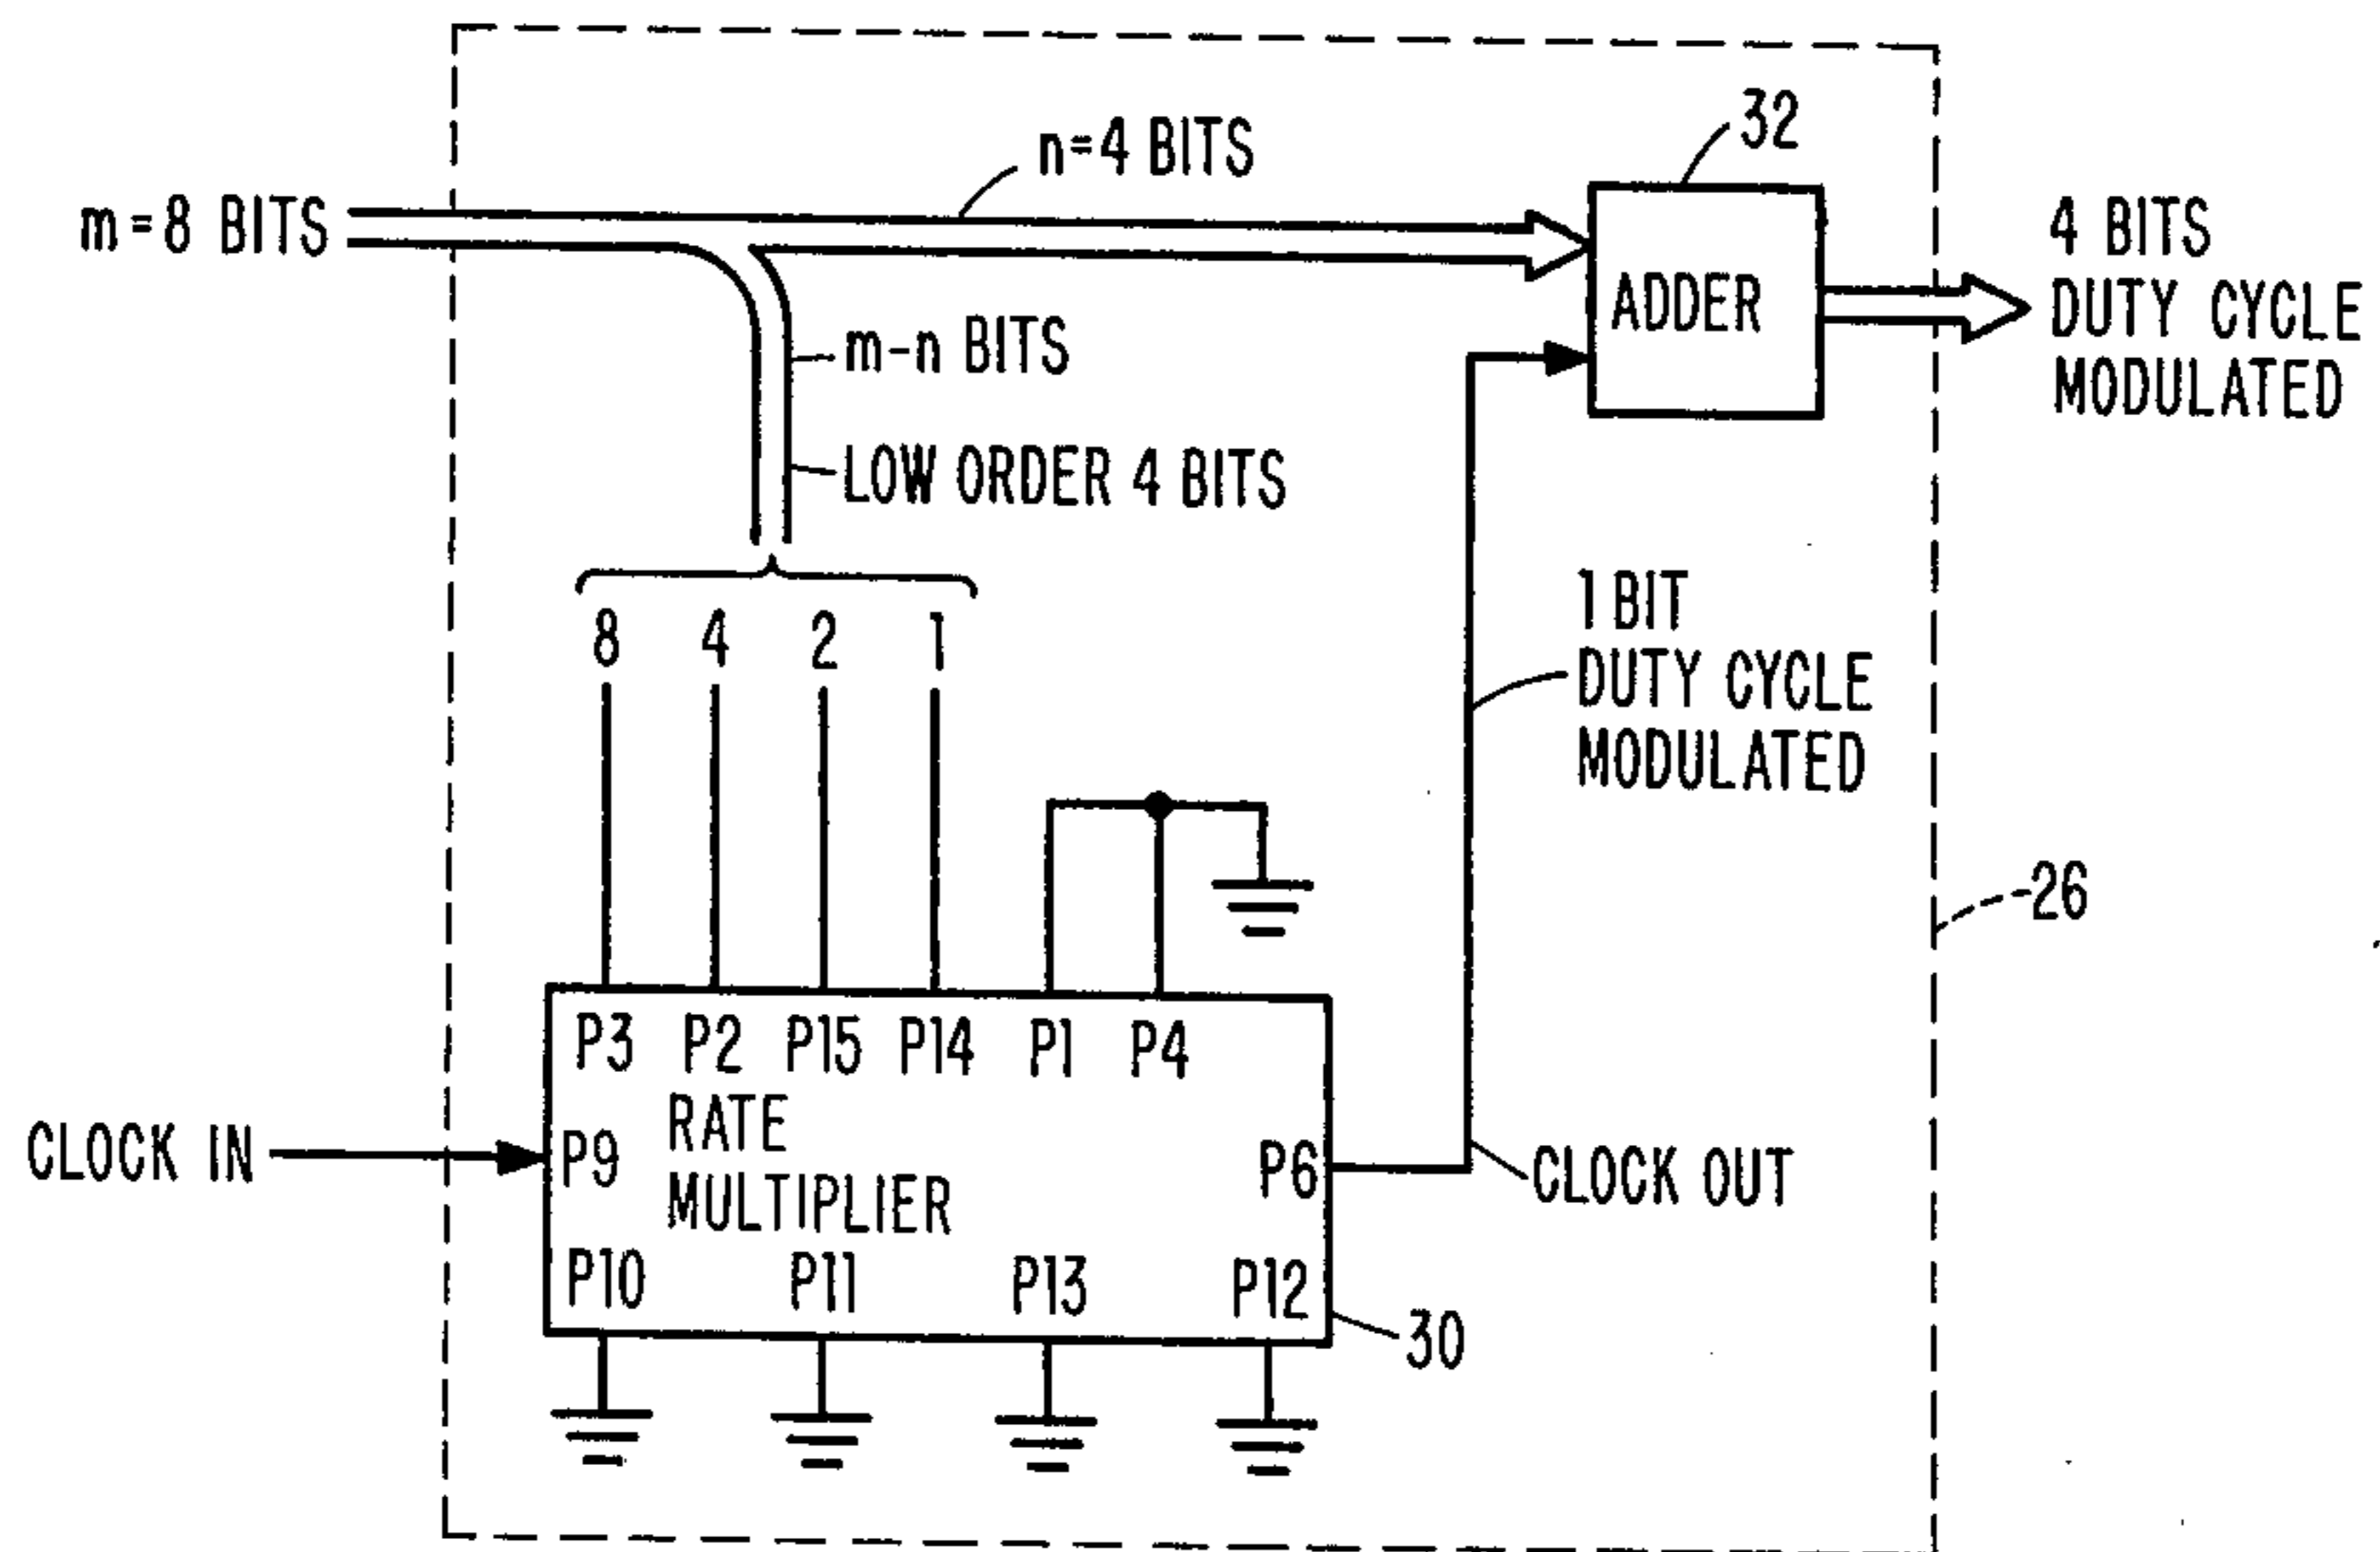 32
n=4 BITS
m=8 BITS
4 BITS
DUTY CYCLE
MODULATED
ADDER
m-n BITS
LOW ORDER 4 BITS
8 4 2 1
1 BIT
DUTY CYCLE
MODULATED
26
P3 P2 P15 P14 P1 P4
RATE
MULTIPLIER
CLOCK IN
P9
P6
CLOCK OUT
P10 P11 P13 P12
30